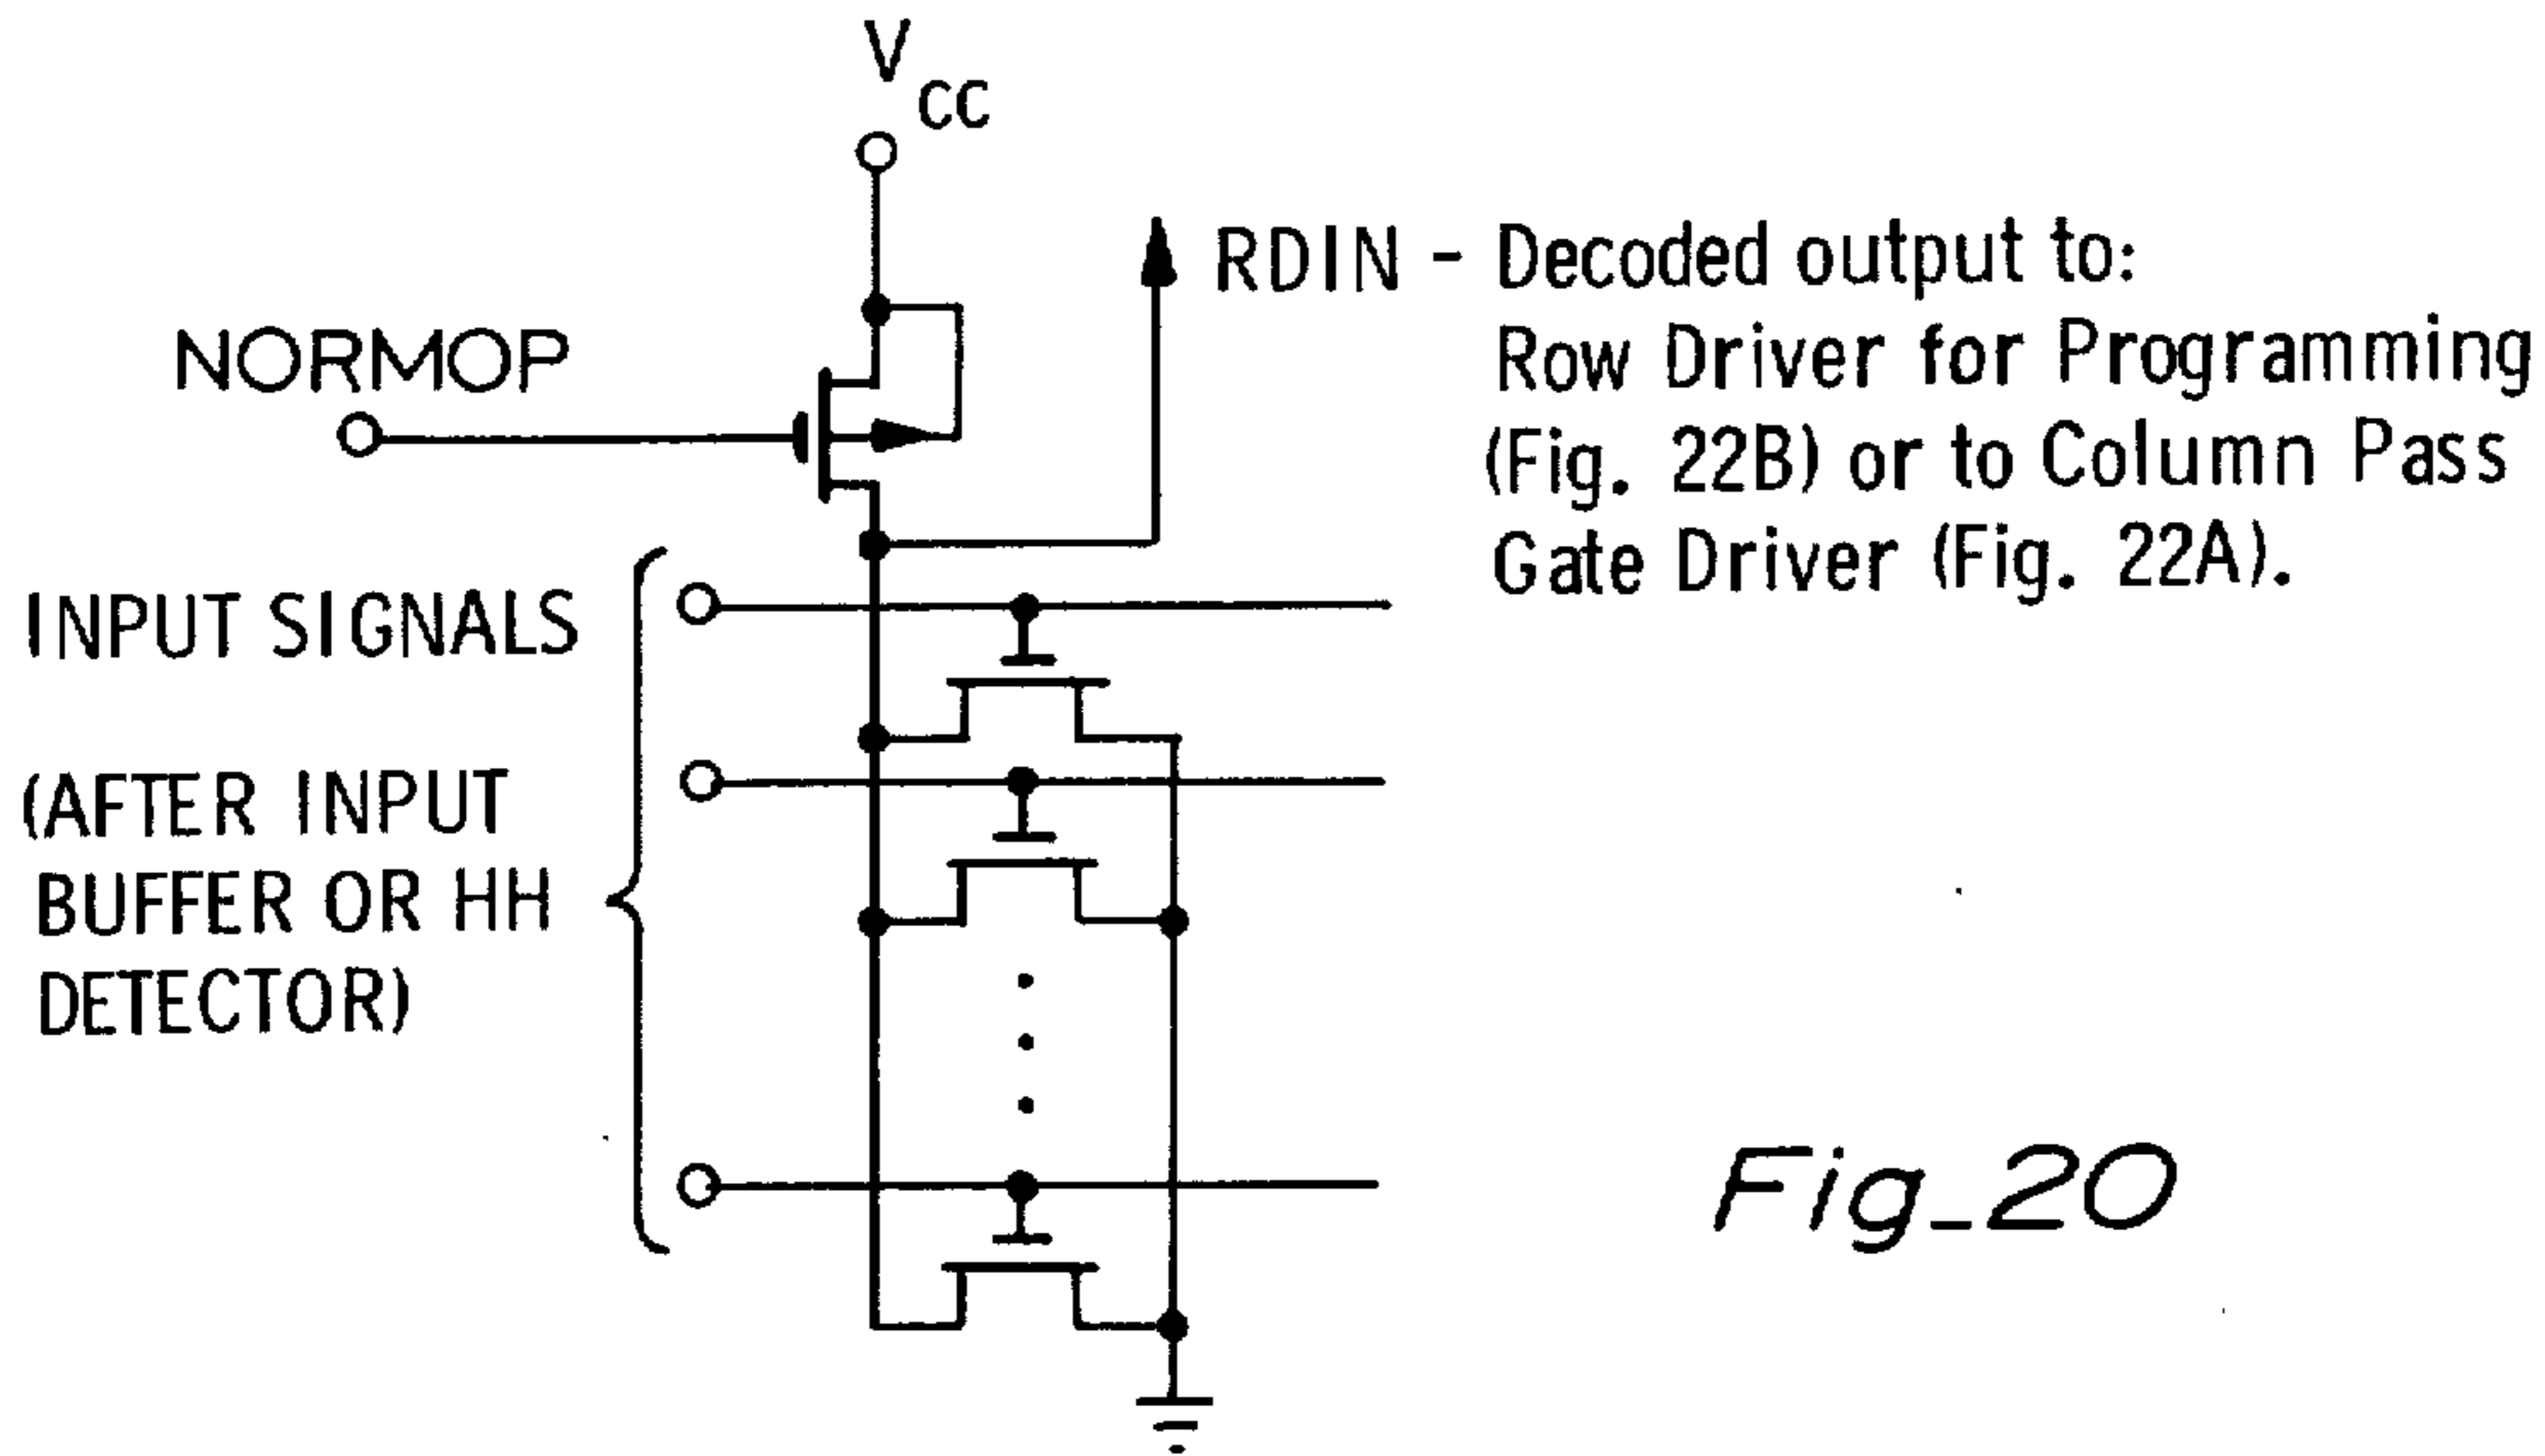 V
CC
RDIN - Decoded output to:
Row Driver for Programming
(Fig. 22B) or to Column Pass
Gate Driver (Fig. 22A).
NORMOP
INPUT SIGNALS
(AFTER INPUT
BUFFER OR HH
DETECTOR)
Fig_20